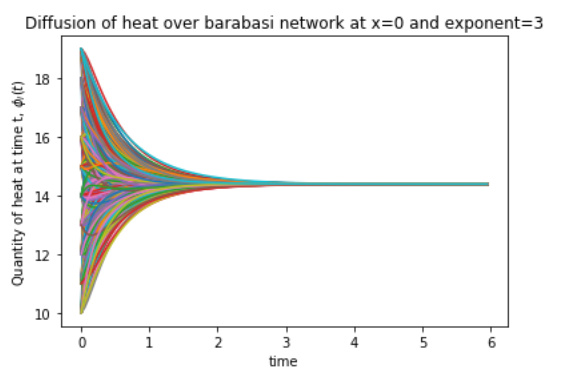 Diffusion of heat over barabasi network at x=0 and exponent=3
Quantity of heat at time t, ϕᵢ(t)
18
16
14
12
10
0 1 2 3 4 5 6
time